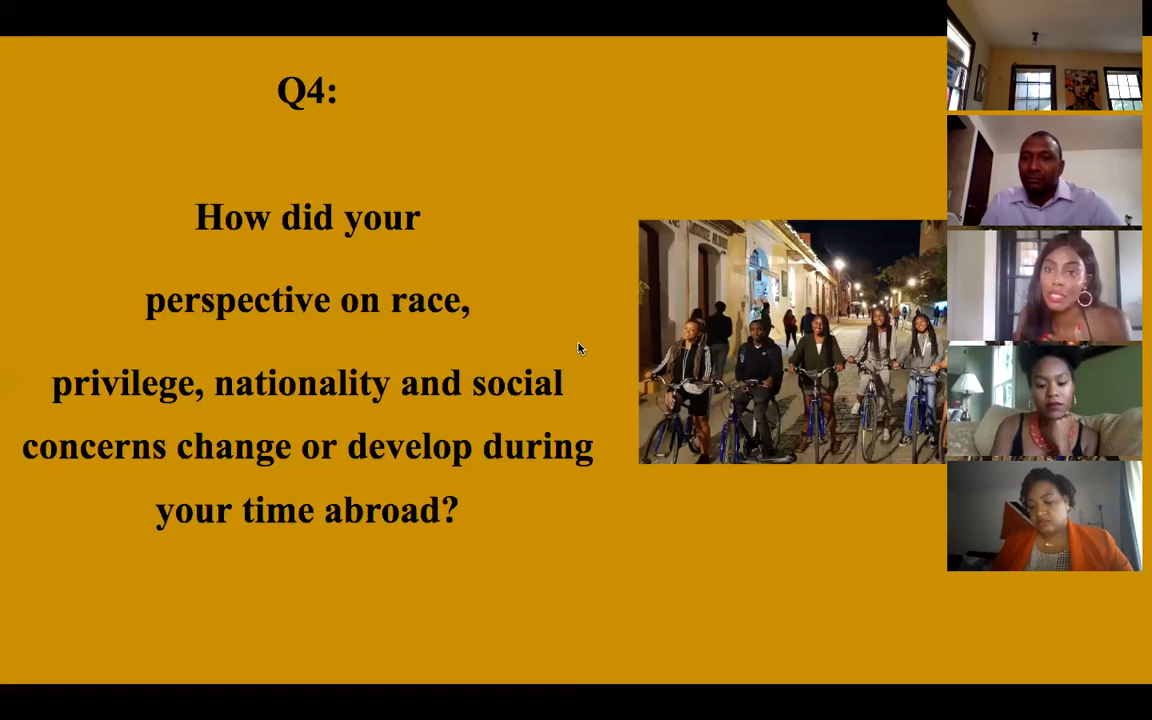 Q4:
How did your
perspective on race,
privilege, nationality and social
concerns change or develop during
your time abroad?